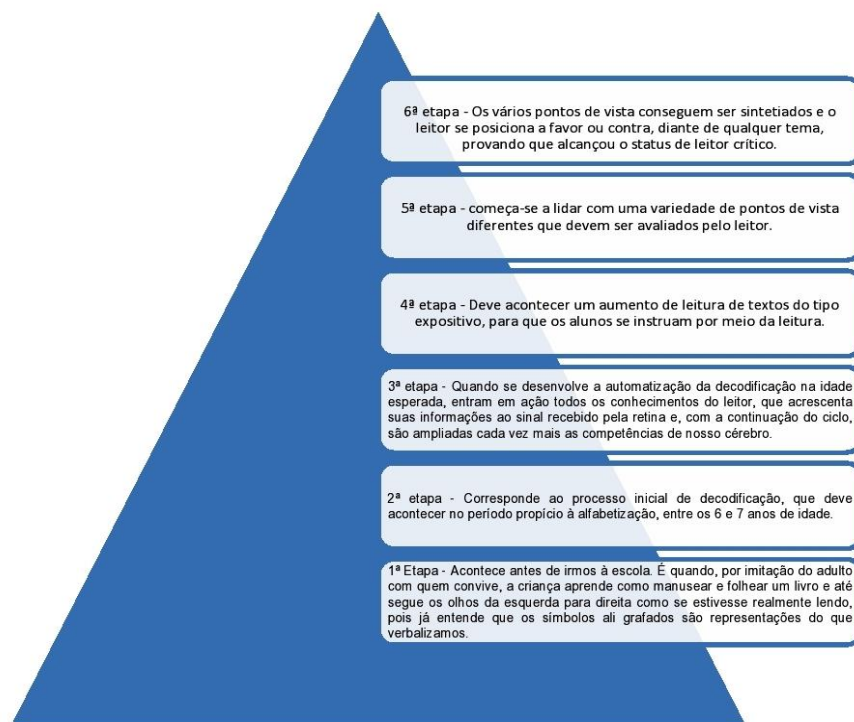 6ª etapa - Os vários pontos de vista conseguem ser sintetiados e o
leitor se posiciona a favor ou contra, diante de qualquer tema,
provando que alcançou o status de leitor crítico.
5ª etapa - começa-se a lidar com uma variedade de pontos de vista
diferentes que devem ser avaliados pelo leitor.
4ª etapa - Deve acontecer um aumento de leitura de textos do tipo
expositivo, para que os alunos se instruam por meio da leitura.
3ª etapa - Quando se desenvolve a automatização da decodificação na idade
esperada, entram em ação todos os conhecimentos do leitor, que acrescenta
suas informações ao sinal recebido pela retina e, com a continuação do ciclo,
são ampliadas cada vez mais as competências de nosso cérebro.
2ª etapa - Corresponde ao processo inicial de decodificação, que deve
acontecer no período propício à alfabetização, entre os 6 e 7 anos de idade.
1ª Etapa - Acontece antes de irmos à escola. É quando, por imitação do adulto
com quem convive, a criança aprende como manusear e folhear um livro e até
segue os olhos da esquerda para direita como se estivesse realmente lendo,
pois já entende que os símbolos ali grafados são representações do que
verbalizamos.